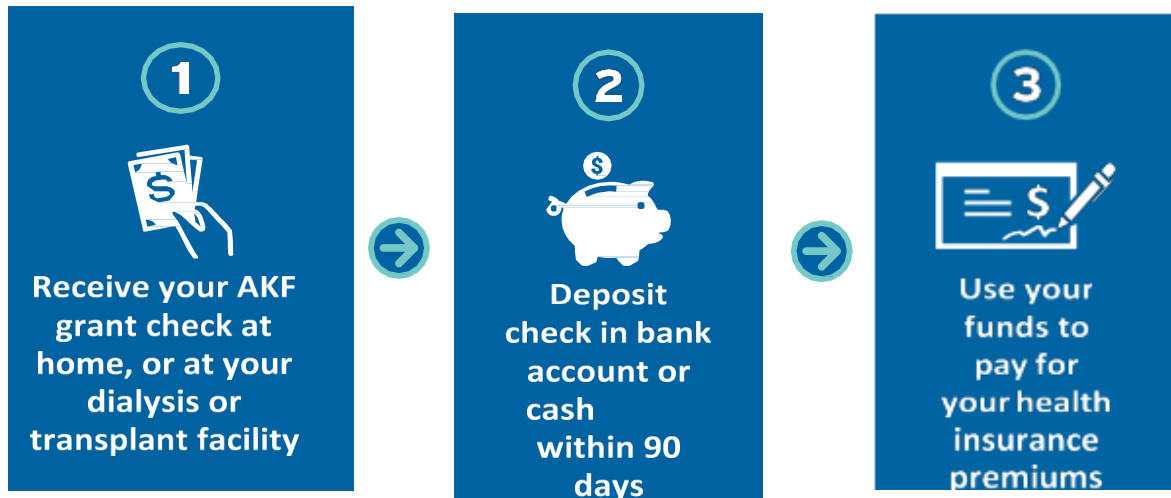 1
$
Receive your AKF
grant check at
home, or at your
dialysis or
transplant facility
2
$
Deposit
check in bank
account or
cash
within 90
days
3
$
Use your
funds to
pay for
your health
insurance
premiums